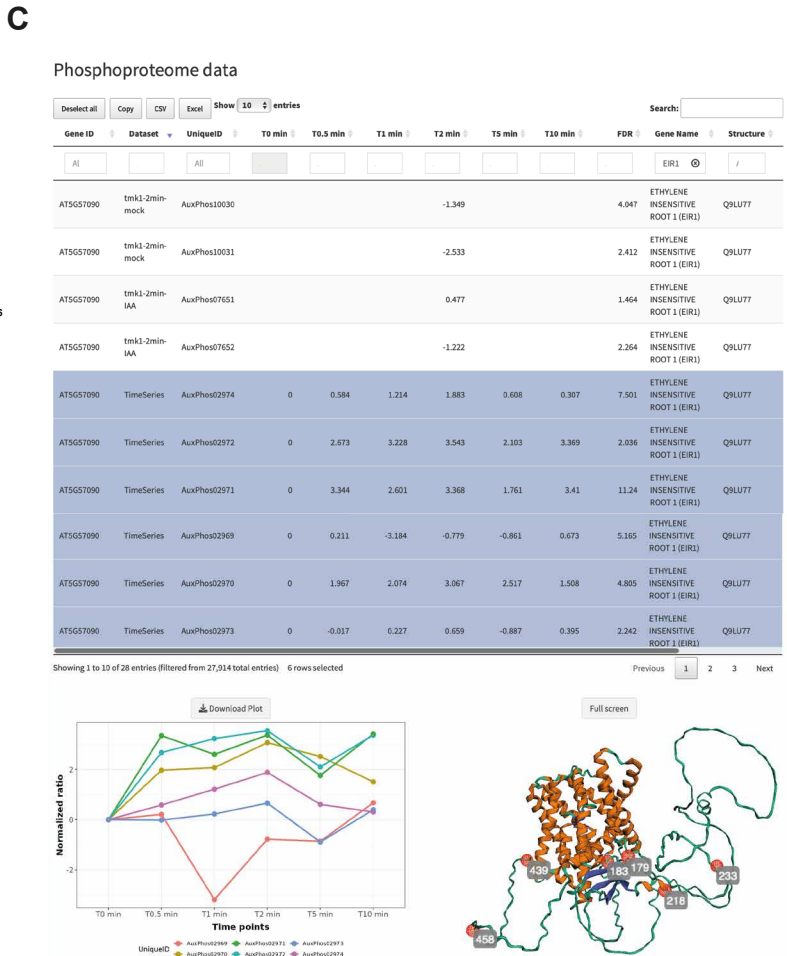 C
Phosphoproteome data
Deselect all Copy CSV Excel Show 10 entries Search:
Gene ID Dataset UniqueID T0 min T0.5 min T1 min T2 min T5 min T10 min FDR Gene Name Structure
Al All EIR1 /
AT5G57090 tmk1-2min-mock AuxPhos10030 -1.349 4.047 ETHYLENE INSENSITIVE ROOT 1 (EIR1) Q9LU77
AT5G57090 tmk1-2min-mock AuxPhos10031 -2.533 2.412 ETHYLENE INSENSITIVE ROOT 1 (EIR1) Q9LU77
AT5G57090 tmk1-2min-IAA AuxPhos07651 0.477 1.464 ETHYLENE INSENSITIVE ROOT 1 (EIR1) Q9LU77
AT5G57090 tmk1-2min-IAA AuxPhos07652 -1.222 2.264 ETHYLENE INSENSITIVE ROOT 1 (EIR1) Q9LU77
AT5G57090 TimeSeries AuxPhos02974 0 0.584 1.214 1.883 0.608 0.307 7.501 ETHYLENE INSENSITIVE ROOT 1 (EIR1) Q9LU77
AT5G57090 TimeSeries AuxPhos02972 0 2.673 3.228 3.543 2.103 3.369 2.036 ETHYLENE INSENSITIVE ROOT 1 (EIR1) Q9LU77
AT5G57090 TimeSeries AuxPhos02971 0 3.344 2.601 3.368 1.761 3.41 11.24 ETHYLENE INSENSITIVE ROOT 1 (EIR1) Q9LU77
AT5G57090 TimeSeries AuxPhos02969 0 0.211 -3.184 -0.779 -0.861 0.673 5.165 ETHYLENE INSENSITIVE ROOT 1 (EIR1) Q9LU77
AT5G57090 TimeSeries AuxPhos02970 0 1.967 2.074 3.067 2.517 1.508 4.805 ETHYLENE INSENSITIVE ROOT 1 (EIR1) Q9LU77
AT5G57090 TimeSeries AuxPhos02973 0 -0.017 0.227 0.659 -0.887 0.395 2.242 ETHYLENE INSENSITIVE ROOT 1 (EIR1) Q9LU77
Showing 1 to 10 of 28 entries (filtered from 27,914 total entries) 6 rows selected Previous 1 2 3 Next
Download Plot
Full screen
Normalized ratio
2
0
-2
T0 min T0.5 min T1 min T2 min T5 min T10 min
Time points
UniqueID
AuxPhos02969 AuxPhos02971 AuxPhos02973
AuxPhos02970 AuxPhos02972 AuxPhos02974
439
183
179
233
218
458